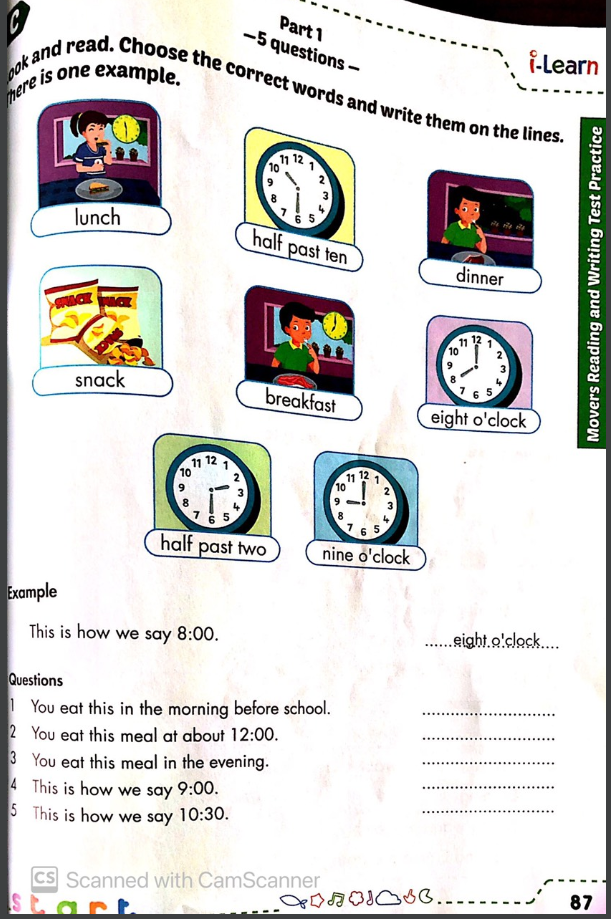 C
Part 1
–5 questions –
i-Learn
ook and read. Choose the correct words and write them on the lines.
here is one example.
Movers Reading and Writing Test Practice
lunch
half past ten
dinner
SNACK
snack
breakfast
eight o'clock
half past two
nine o'clock
Example
This is how we say 8:00. ......eight o'clock....
Questions
1 You eat this in the morning before school. ................................
2 You eat this meal at about 12:00. ................................
3 You eat this meal in the evening. ................................
4 This is how we say 9:00. ................................
5 This is how we say 10:30. ................................
CS Scanned with CamScanner
start
87